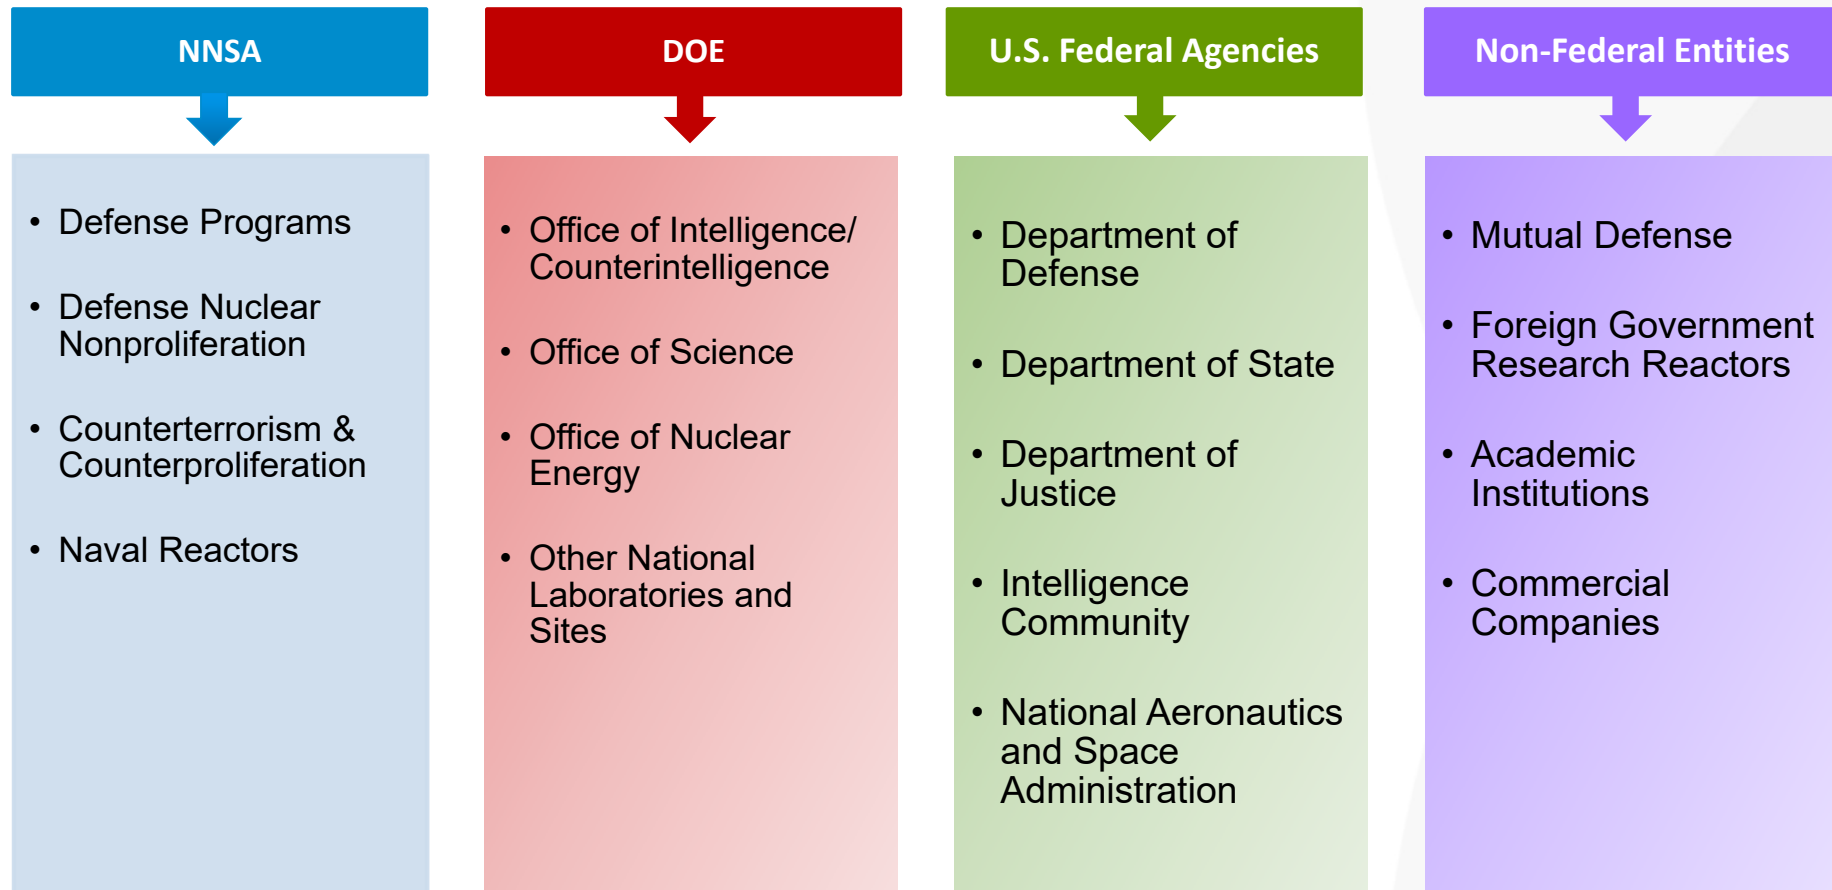 NNSA
• Defense Programs
• Defense Nuclear
Nonproliferation
• Counterterrorism &
Counterproliferation
• Naval Reactors
DOE
• Office of Intelligence/
Counterintelligence
• Office of Science
• Office of Nuclear
Energy
• Other National
Laboratories and
Sites
U.S. Federal Agencies
• Department of
Defense
• Department of State
• Department of
Justice
• Intelligence
Community
• National Aeronautics
and Space
Administration
Non-Federal Entities
• Mutual Defense
• Foreign Government
Research Reactors
• Academic
Institutions
• Commercial
Companies